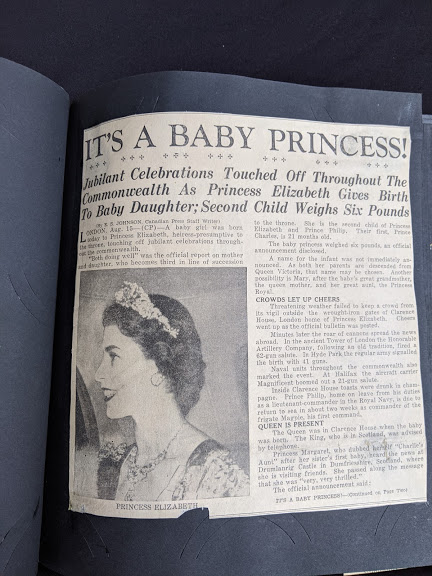 IT'S A BABY PRINCESS!
Jubilant Celebrations Touched Off Throughout The
Commonwealth As Princess Elizabeth Gives Birth
To Baby Daughter; Second Child Weighs Six Pounds
By E. S. JOHNSON, Canadian Press Staff Writer
LONDON, Aug. 15—(CP)—A baby girl was born
today to Princess Elizabeth, heiress-presumptive to
the throne, touching off jubilant celebrations through-
out the commonwealth.
"Both doing well" was the official report on mother
and daughter, who becomes third in line of succession
PRINCESS ELIZABETH
to the throne. She is the second child of Princess
Elizabeth and Prince Philip. Their first, Prince
Charles, is 21 months old.
The baby princess weighed six pounds, an official
announcement disclosed.
A name for the infant was not immediately an-
nounced. As both her parents are descended from
Queen Victoria, that name may be chosen. Another
possibility is Mary, after the baby's great grandmother,
the queen mother, and her great aunt, the Princess
Royal.
CROWDS LET UP CHEERS
Threatening weather failed to keep a crowd from
its vigil outside the wrought-iron gates of Clarence
House, London home of Princess Elizabeth. Cheers
went up as the official bulletin was posted.
Minutes later the roar of cannons spread the news
abroad. In the ancient Tower of London the Honorable
Artillery Company, following an old tradition, fired a
62-gun salute. In Hyde Park the regular army signalled
the birth with 41 guns.
Naval units throughout the commonwealth also
marked the event. At Halifax the aircraft carrier
Magnificent boomed out a 21-gun salute.
Inside Clarence House toasts were drunk in cham-
pagne. Prince Philip, home on leave from his duties
as a lieutenant-commander in the Royal Navy, is due to
return to sea in about two weeks as commander of the
frigate Magpie, his first command.
QUEEN IS PRESENT
The Queen was in Clarence House when the baby
was born. The King, who is in Scotland, was advised
by telephone.
Princess Margaret, who dubbed herself "Charlie's
Aunt" after her sister's first baby, heard the news at
Drumlanrig Castle in Dumfriesshire, Scotland, where
she is visiting friends. She passed along the message
that she was "very, very thrilled."
The official announcement said:
IT'S A BABY PRINCESS!—(Continued on Page Two)